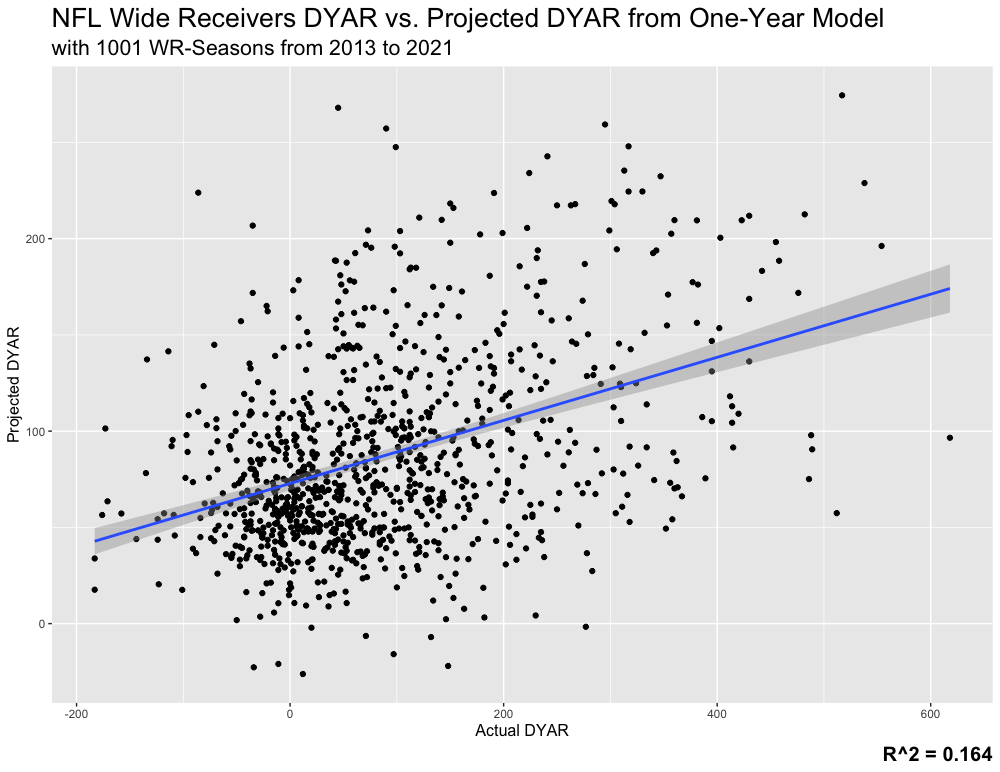 NFL Wide Receivers DYAR vs. Projected DYAR from One-Year Model
with 1001 WR-Seasons from 2013 to 2021
Projected DYAR
200
100
0
-200
0
200
400
600
Actual DYAR
R^2 = 0.164